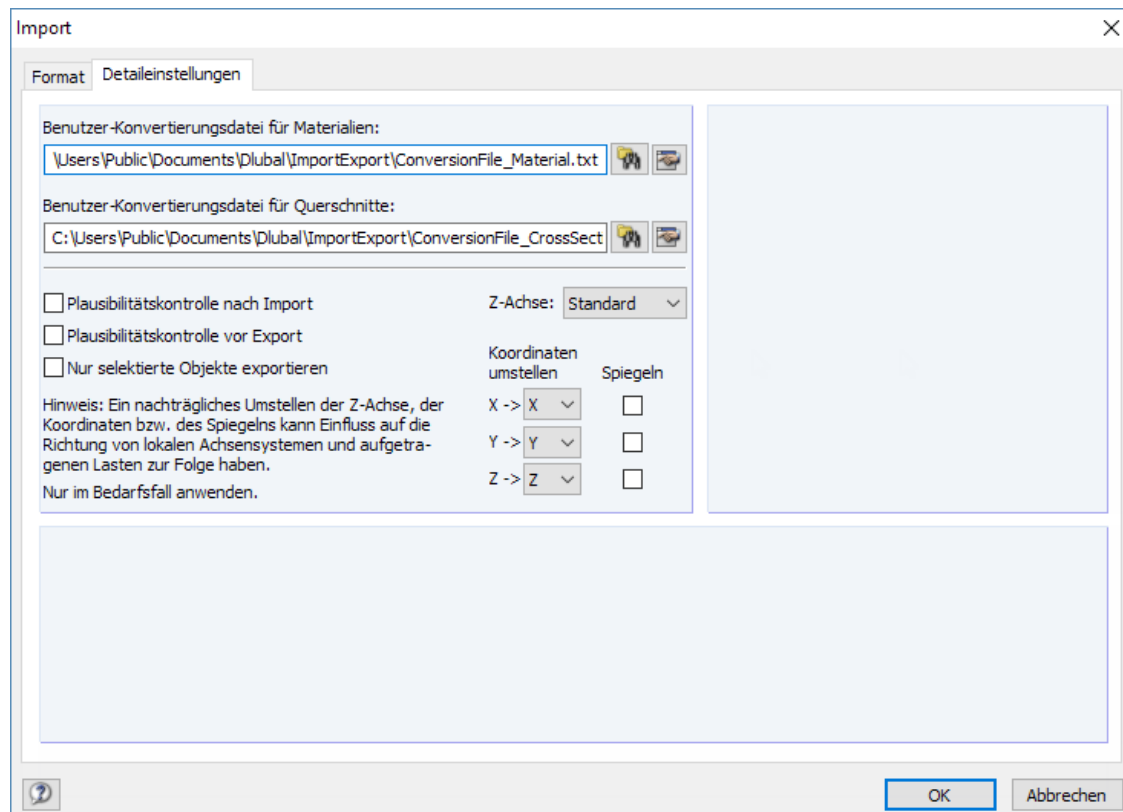 Import
Format
Detaileinstellungen
Benutzer-Konvertierungsdatei für Materialien:
\Users\Public\Documents\Dlubal\ImportExport\ConversionFile_Material.txt
Benutzer-Konvertierungsdatei für Querschnitte:
C:\Users\Public\Documents\Dlubal\ImportExport\ConversionFile_CrossSect
Plausibilitätskontrolle nach Import
Z-Achse: Standard
Plausibilitätskontrolle vor Export
Nur selektierte Objekte exportieren
Koordinaten
umstellen
Spiegeln
X -> X
Y -> Y
Z -> Z
Hinweis: Ein nachträgliches Umstellen der Z-Achse, der
Koordinaten bzw. des Spiegelns kann Einfluss auf die
Richtung von lokalen Achsensystemen und aufgetra-
genen Lasten zur Folge haben.
Nur im Bedarfsfall anwenden.
OK
Abbrechen